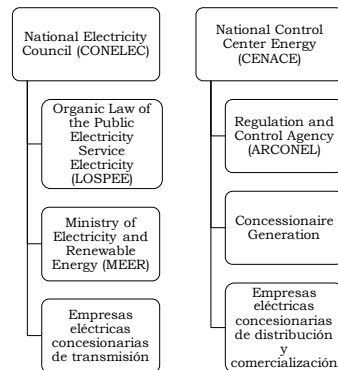 National Electricity
Council (CONELEC)
Organic Law of
the Public
Electricity
Service
Electricity
(LOSPEE)
Ministry of
Electricity and
Renewable
Energy (MEER)
Empresas
eléctricas
concesionarias
de transmisión
National Control
Center Energy
(CENACE)
Regulation and
Control Agency
(ARCONEL)
Concessionaire
Generation
Empresas
eléctricas
concesionarias
de distribución
y
comercialización